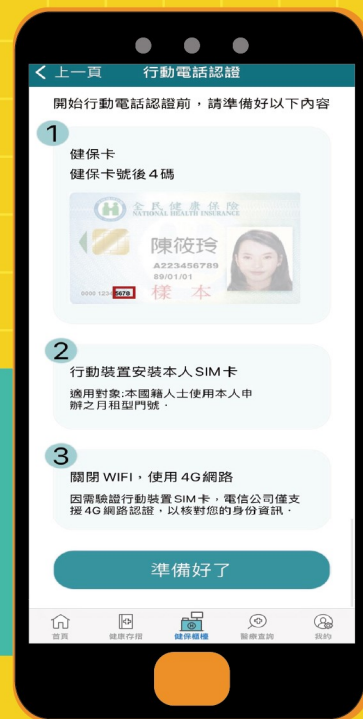 上一頁 行動電話認證
開始行動電話認證前，請準備好以下內容
1
健保卡
健保卡號後4碼
全民健康保險
NATIONAL HEALTH INSURANCE
陳筱玲
A223456789
89/01/01
0000 1234 5678 樣本
2
行動裝置安裝本人SIM卡
適用對象:本國籍人士使用本人申
辦之月租型門號．
3
關閉WIFI，使用4G網路
因需驗證行動裝置SIM卡，電信公司僅支
援4G網路認證，以核對您的身份資訊．
準備好了
首頁 健康存摺 健保櫃檯 醫療查詢 我的